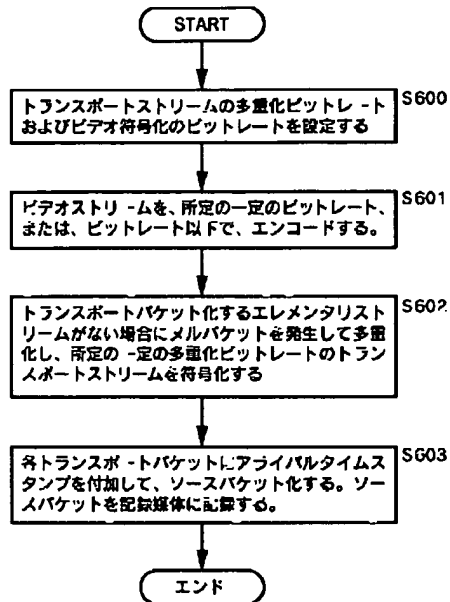 START
トランスポートストリームの多重化ビットレート
S600
およびビデオ符号化のビットレートを設定する
ビデオストリームを、所定の一定のビットレート、
S601
または、ビットレート以下で、エンコードする。
トランスポートパケット化するエレメンタリスト
S602
リームがない場合にヌルパケットを発生して多重
化し、所定の一定の多重化ビットレートのトラン
スポートストリームを符号化する
各トランスポートパケットにアライバルタイムス
S603
タンプを付加して、ソースパケット化する。ソー
スパケットを記録媒体に記録する。
エンド